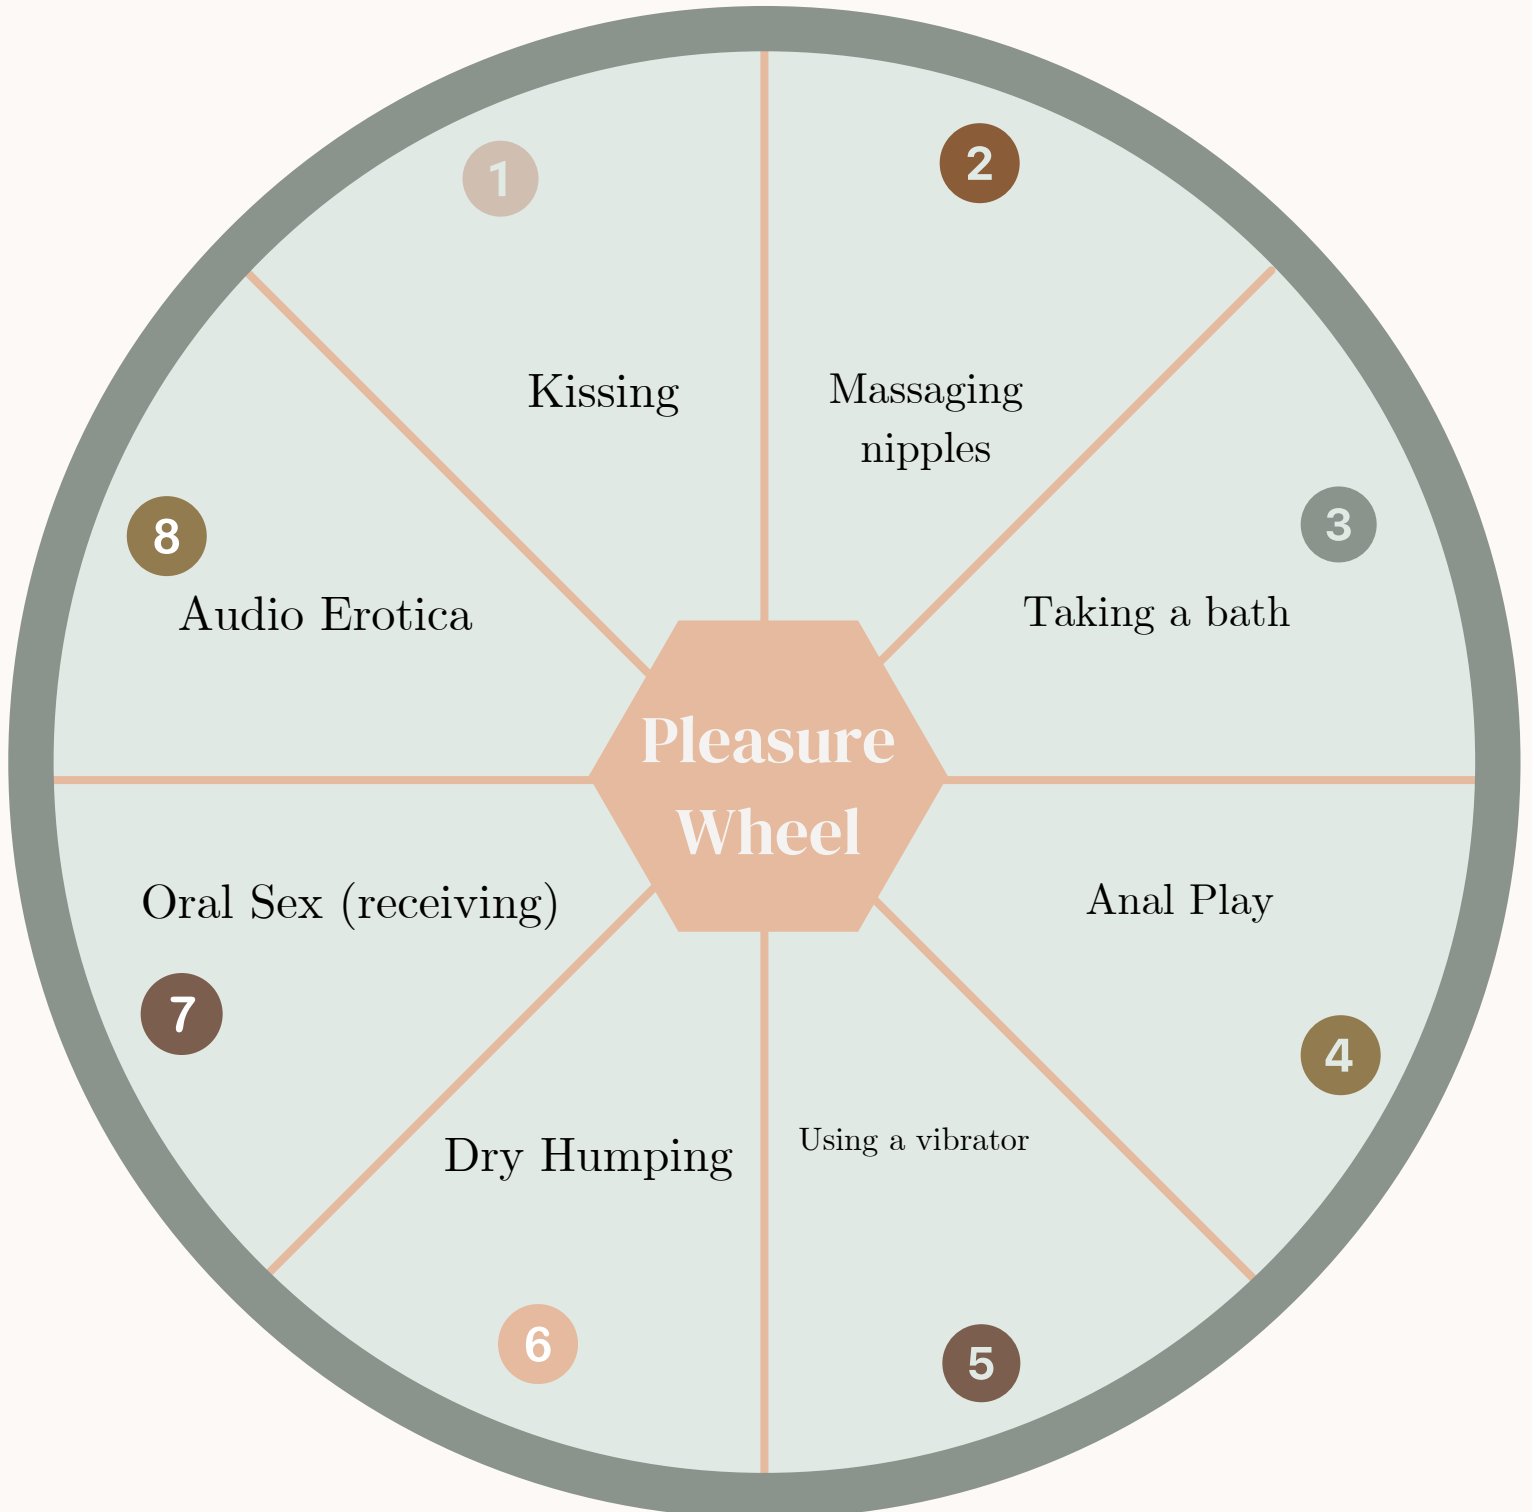 1
Kissing
2
Massaging
nipples
3
Taking a bath
4
Anal Play
5
Using a vibrator
6
Dry Humping
7
Oral Sex (receiving)
8
Audio Erotica
Pleasure
Wheel